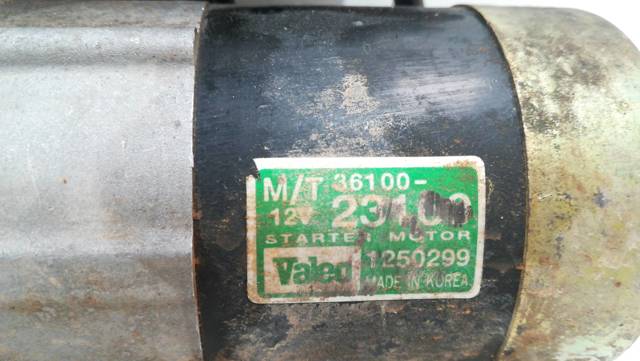 M/T 36100-
12V 23100
STARTER MOTOR
Valeo 1250299
MADE IN KOREA